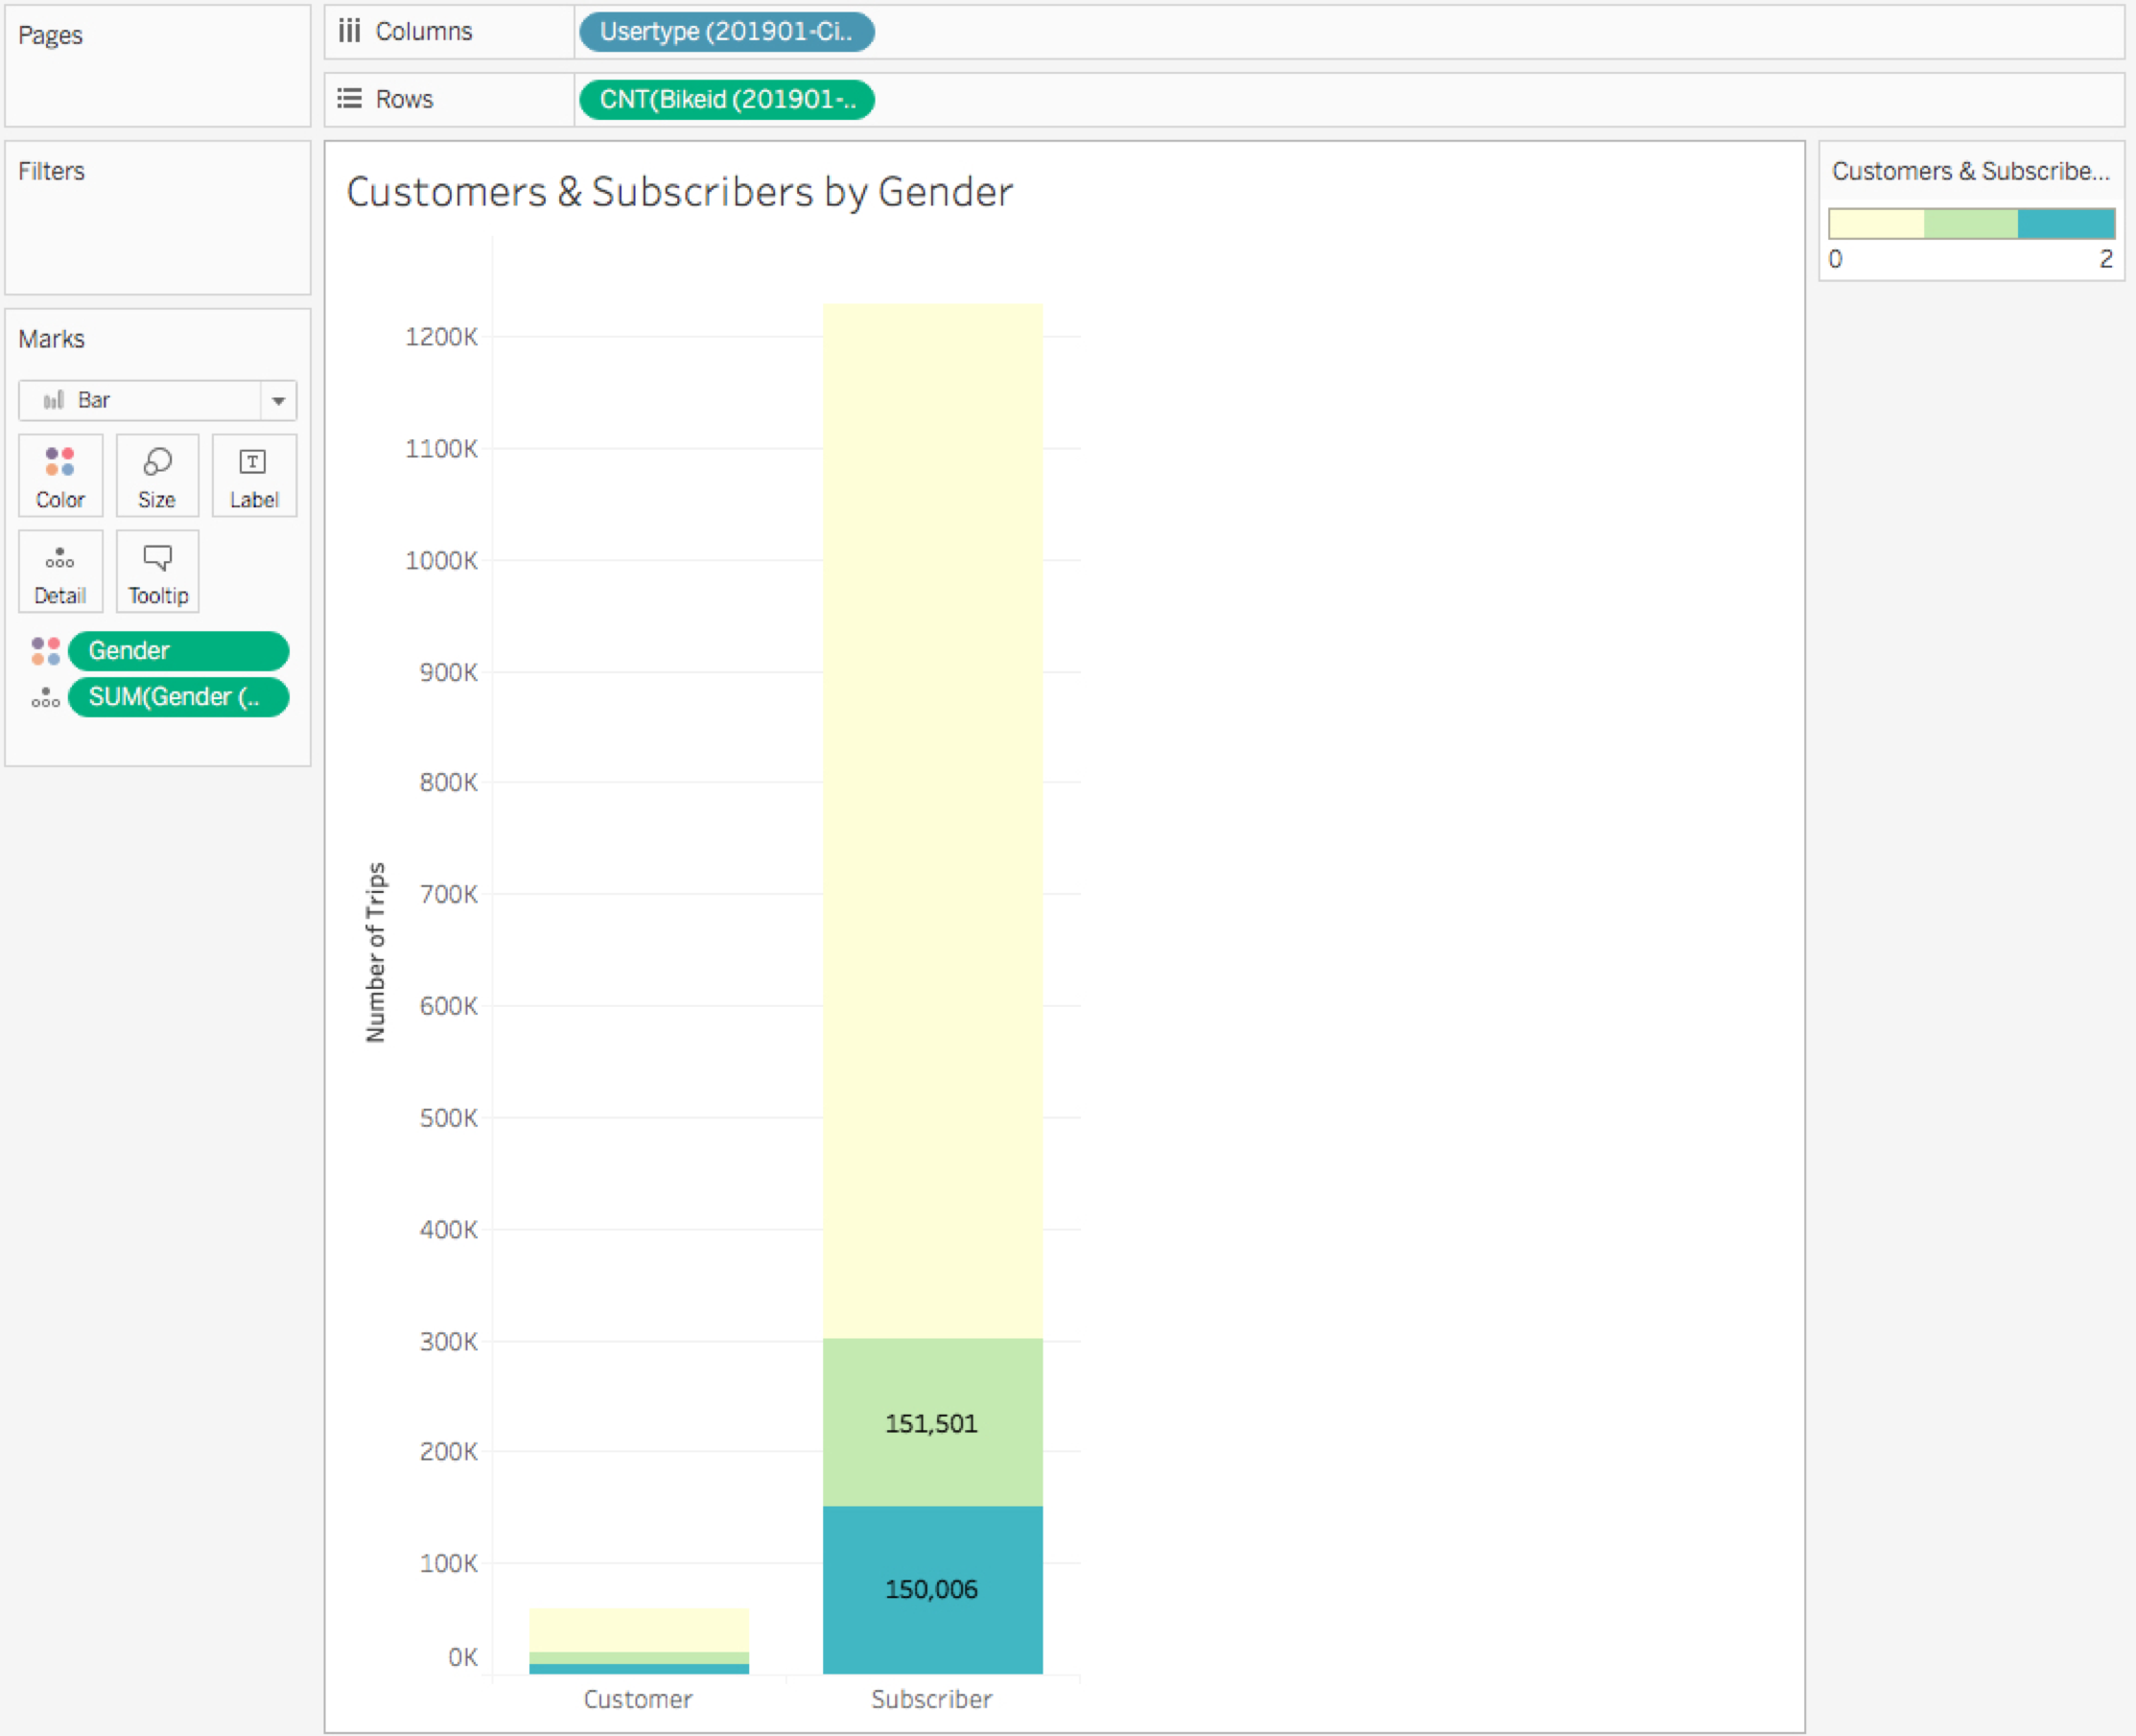 Pages
Columns
Usertype (201901-Ci..
Rows
CNT(Bikeid (201901-..
Filters
Marks
Bar
Color
Size
T
Label
Detail
Tooltip
Gender
SUM(Gender (..
Customers & Subscribers by Gender
1200K
1100K
1000K
900K
800K
700K
600K
500K
400K
300K
200K
100K
0K
Number of Trips
151,501
150,006
Customer
Subscriber
Customers & Subscribe...
0
2